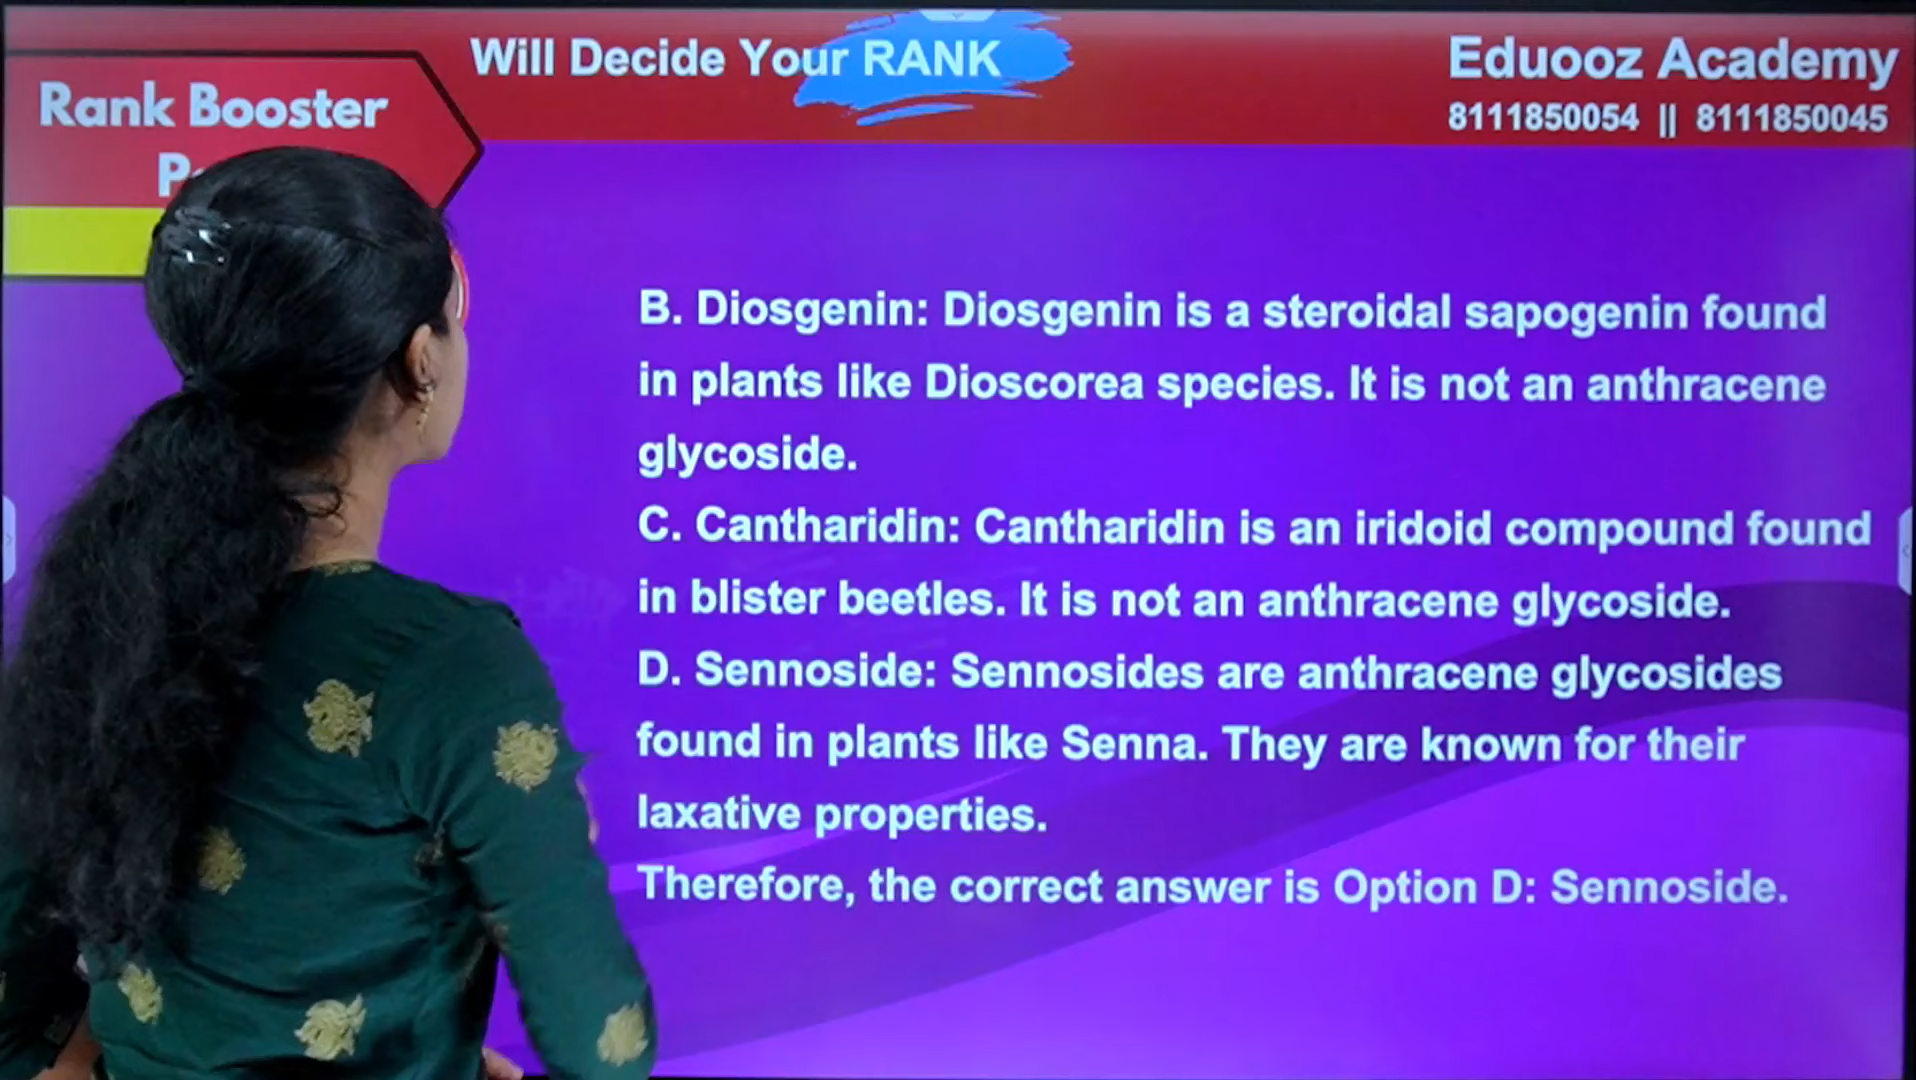 Will Decide Your RANK
Eduooz Academy
8111850054 || 8111850045
Rank Booster
B. Diosgenin: Diosgenin is a steroidal sapogenin found
in plants like Dioscorea species. It is not an anthracene
glycoside.
C. Cantharidin: Cantharidin is an iridoid compound found
in blister beetles. It is not an anthracene glycoside.
D. Sennoside: Sennosides are anthracene glycosides
found in plants like Senna. They are known for their
laxative properties.
Therefore, the correct answer is Option D: Sennoside.